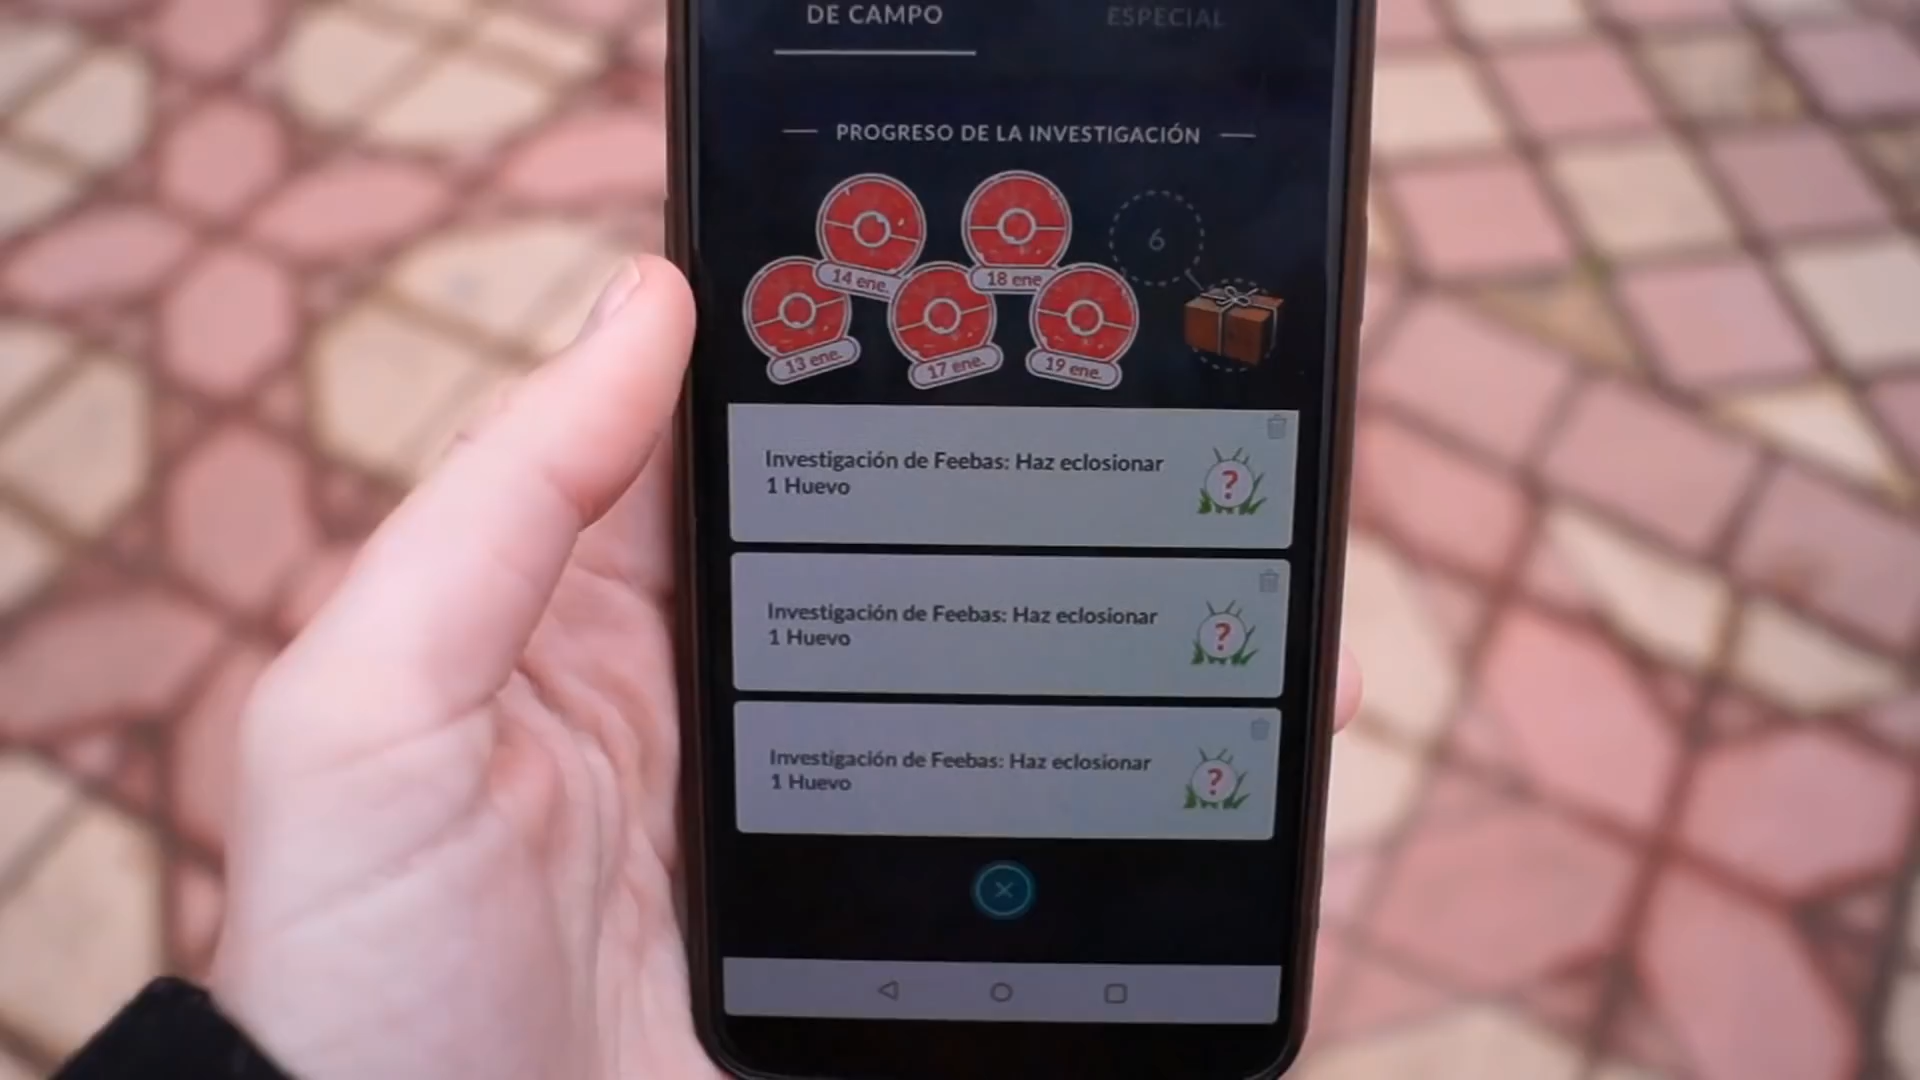 DE CAMPO
ESPECIAL
PROGRESO DE LA INVESTIGACIÓN
14 ene.
18 ene.
6
13 ene.
17 ene.
19 ene.
Investigación de Feebas: Haz eclosionar
1 Huevo
?
Investigación de Feebas: Haz eclosionar
1 Huevo
?
Investigación de Feebas: Haz eclosionar
1 Huevo
?